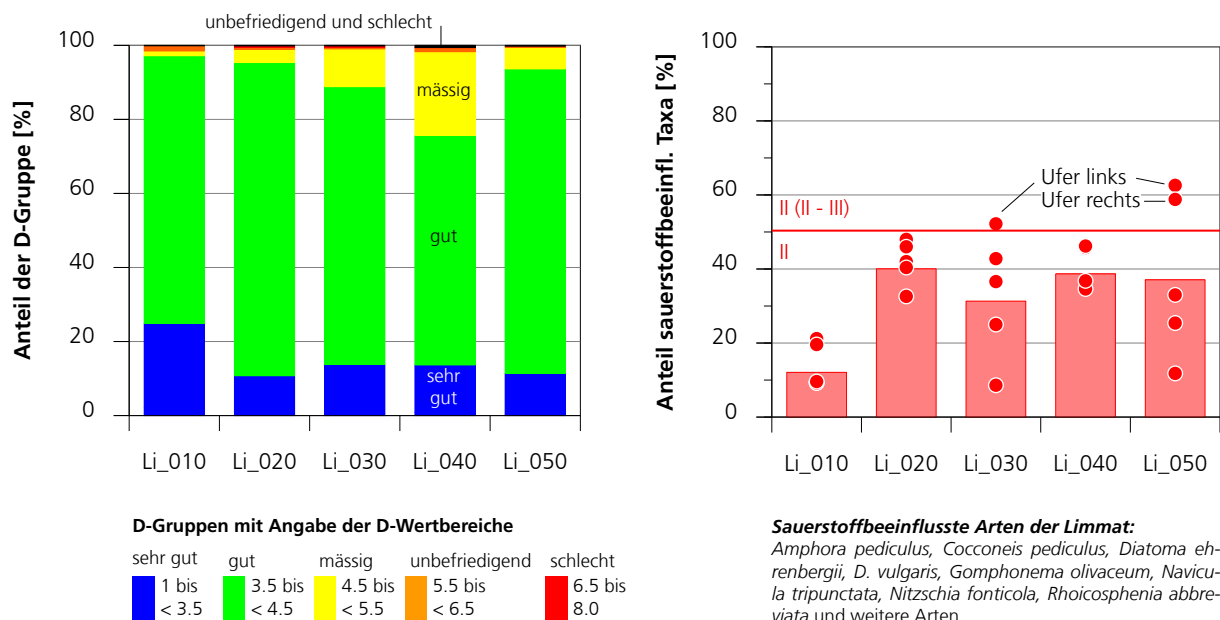 unbefriedigend und schlecht
Anteil der D-Gruppe [%]
100
80
60
40
20
0
mässig
gut
sehr
gut
Li_010
Li_020
Li_030
Li_040
Li_050
D-Gruppen mit Angabe der D-Wertbereiche
sehr gut
1 bis
< 3.5
gut
3.5 bis
< 4.5
mässig
4.5 bis
< 5.5
unbefriedigend
5.5 bis
< 6.5
schlecht
6.5 bis
8.0
Anteil sauerstoffbeeinfl. Taxa [%]
100
80
60
40
20
0
Ufer links
Ufer rechts
II (II - III)
II
Li_010
Li_020
Li_030
Li_040
Li_050
Sauerstoffbeeinflusste Arten der Limmat:
Amphora pediculus, Cocconeis pediculus, Diatoma eh-
renbergii, D. vulgaris, Gomphonema olivaceum, Navicu-
la tripunctata, Nitzschia fonticola, Rhoicosphenia abbre-
viata und weitere Arten